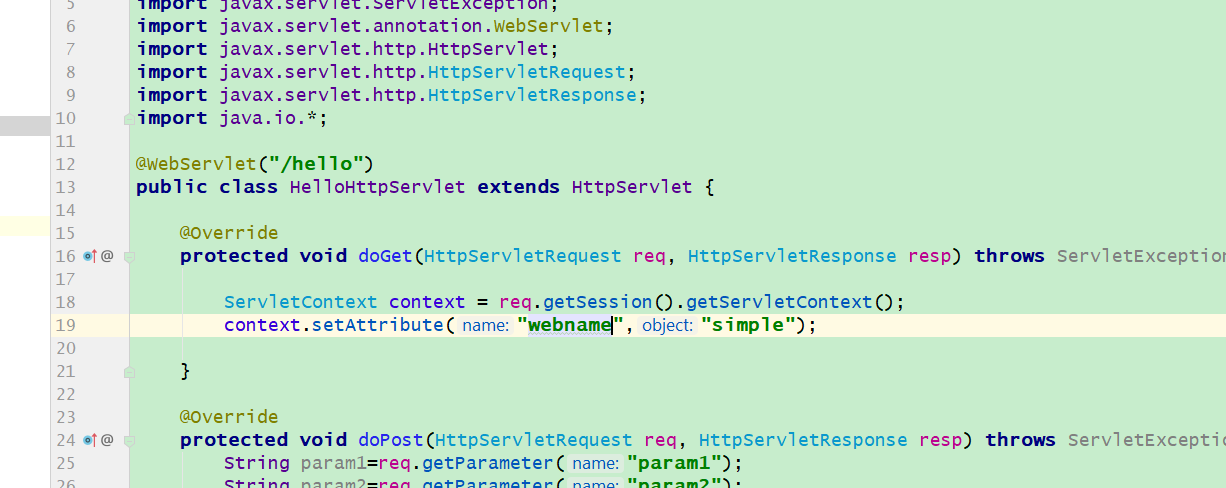 5 import javax.servlet.ServletException;
6 import javax.servlet.annotation.WebServlet;
7 import javax.servlet.http.HttpServlet;
8 import javax.servlet.http.HttpServletRequest;
9 import javax.servlet.http.HttpServletResponse;
10 import java.io.*;
11
12 @WebServlet("/hello")
13 public class HelloHttpServlet extends HttpServlet {
14
15 @Override
16 @ protected void doGet(HttpServletRequest req, HttpServletResponse resp) throws ServletException
17
18 ServletContext context = req.getSession().getServletContext();
19 context.setAttribute( name: "webname", object: "simple");
20
21 }
22
23 @Override
24 @ protected void doPost(HttpServletRequest req, HttpServletResponse resp) throws ServletExceptio
25 String param1=req.getParameter( name: "param1");
26 String param2=req.getParameter( name: "param2");